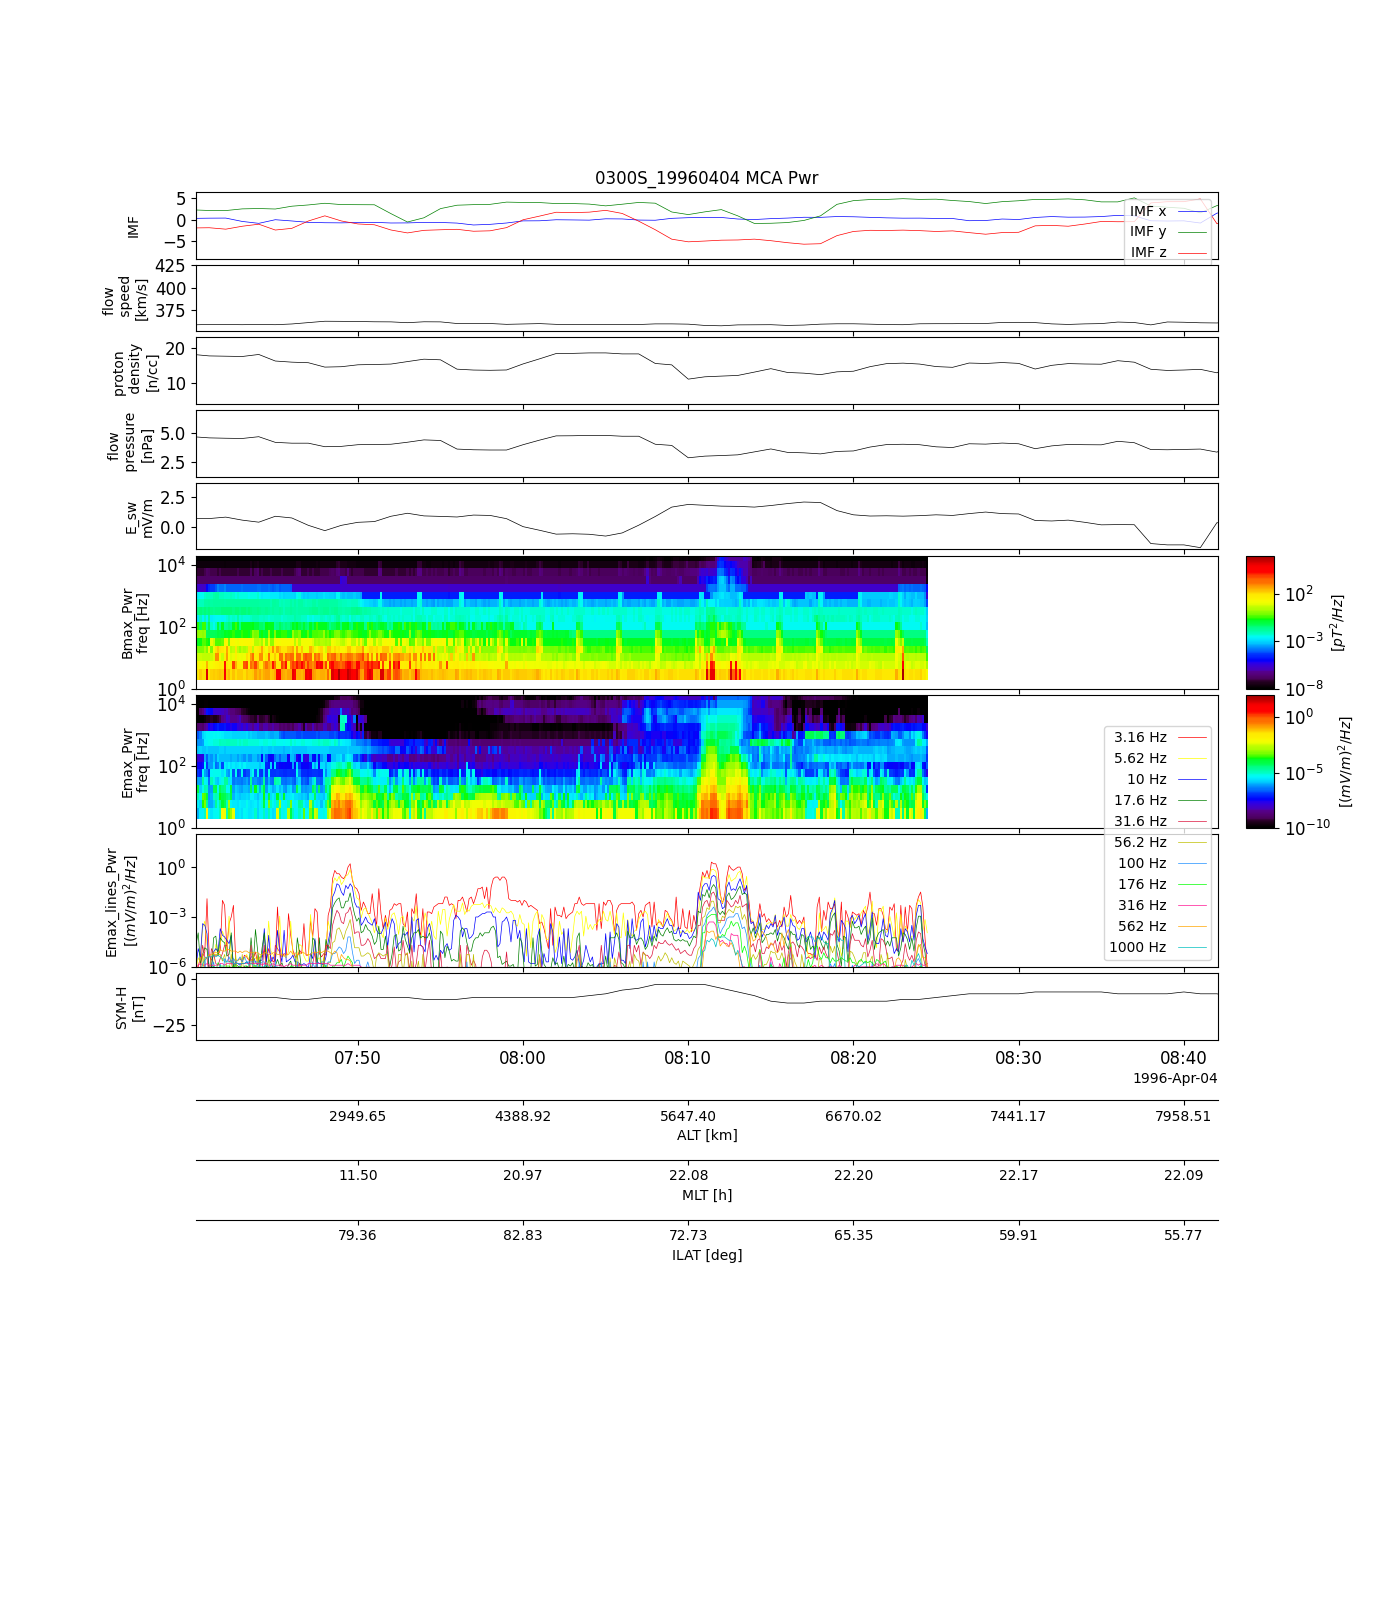 0300S_19960404 MCA Pwr
5
0
−5
IMF
IMF x
IMF y
IMF z
425
400
375
flow
speed
[km/s]
20
10
proton
density
[n/cc]
5.0
2.5
flow
pressure
[nPa]
2.5
0.0
E_sw
mV/m
10^4
10^2
10^0
Bmax_Pwr
freq [Hz]
10^2
10^−3
10^−8
[pT^2/Hz]
10^4
10^2
10^0
Emax_Pwr
freq [Hz]
10^0
10^−5
10^−10
[(mV/m)^2/Hz]
3.16 Hz
5.62 Hz
10 Hz
17.6 Hz
31.6 Hz
56.2 Hz
100 Hz
176 Hz
316 Hz
562 Hz
1000 Hz
10^0
10^−3
10^−6
Emax_lines_Pwr
[(mV/m)^2/Hz]
0
−25
SYM-H
[nT]
07:50 08:00 08:10 08:20 08:30 08:40
1996-Apr-04
2949.65 4388.92 5647.40 6670.02 7441.17 7958.51
ALT [km]
11.50 20.97 22.08 22.20 22.17 22.09
MLT [h]
79.36 82.83 72.73 65.35 59.91 55.77
ILAT [deg]